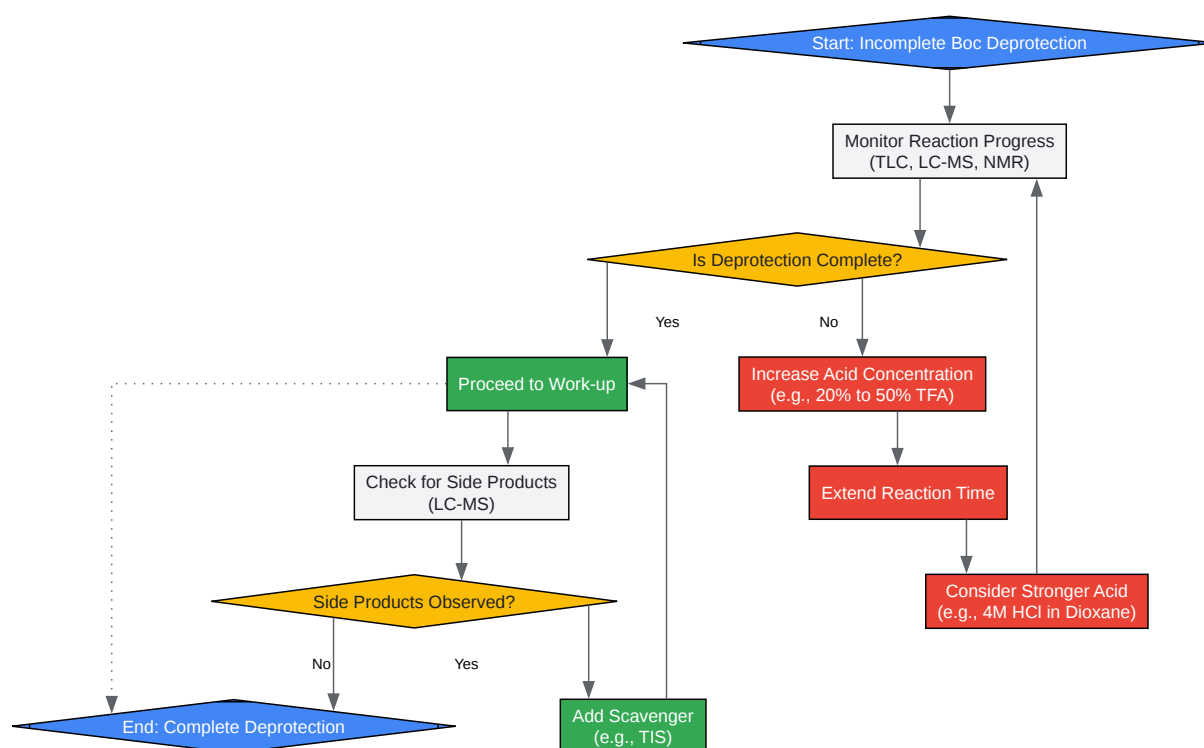 Start: Incomplete Boc Deprotection
Monitor Reaction Progress
(TLC, LC-MS, NMR)
Is Deprotection Complete?
Yes
No
Proceed to Work-up
Increase Acid Concentration
(e.g., 20% to 50% TFA)
Check for Side Products
(LC-MS)
Extend Reaction Time
Side Products Observed?
Consider Stronger Acid
(e.g., 4M HCl in Dioxane)
No
Yes
End: Complete Deprotection
Add Scavenger
(e.g., TIS)